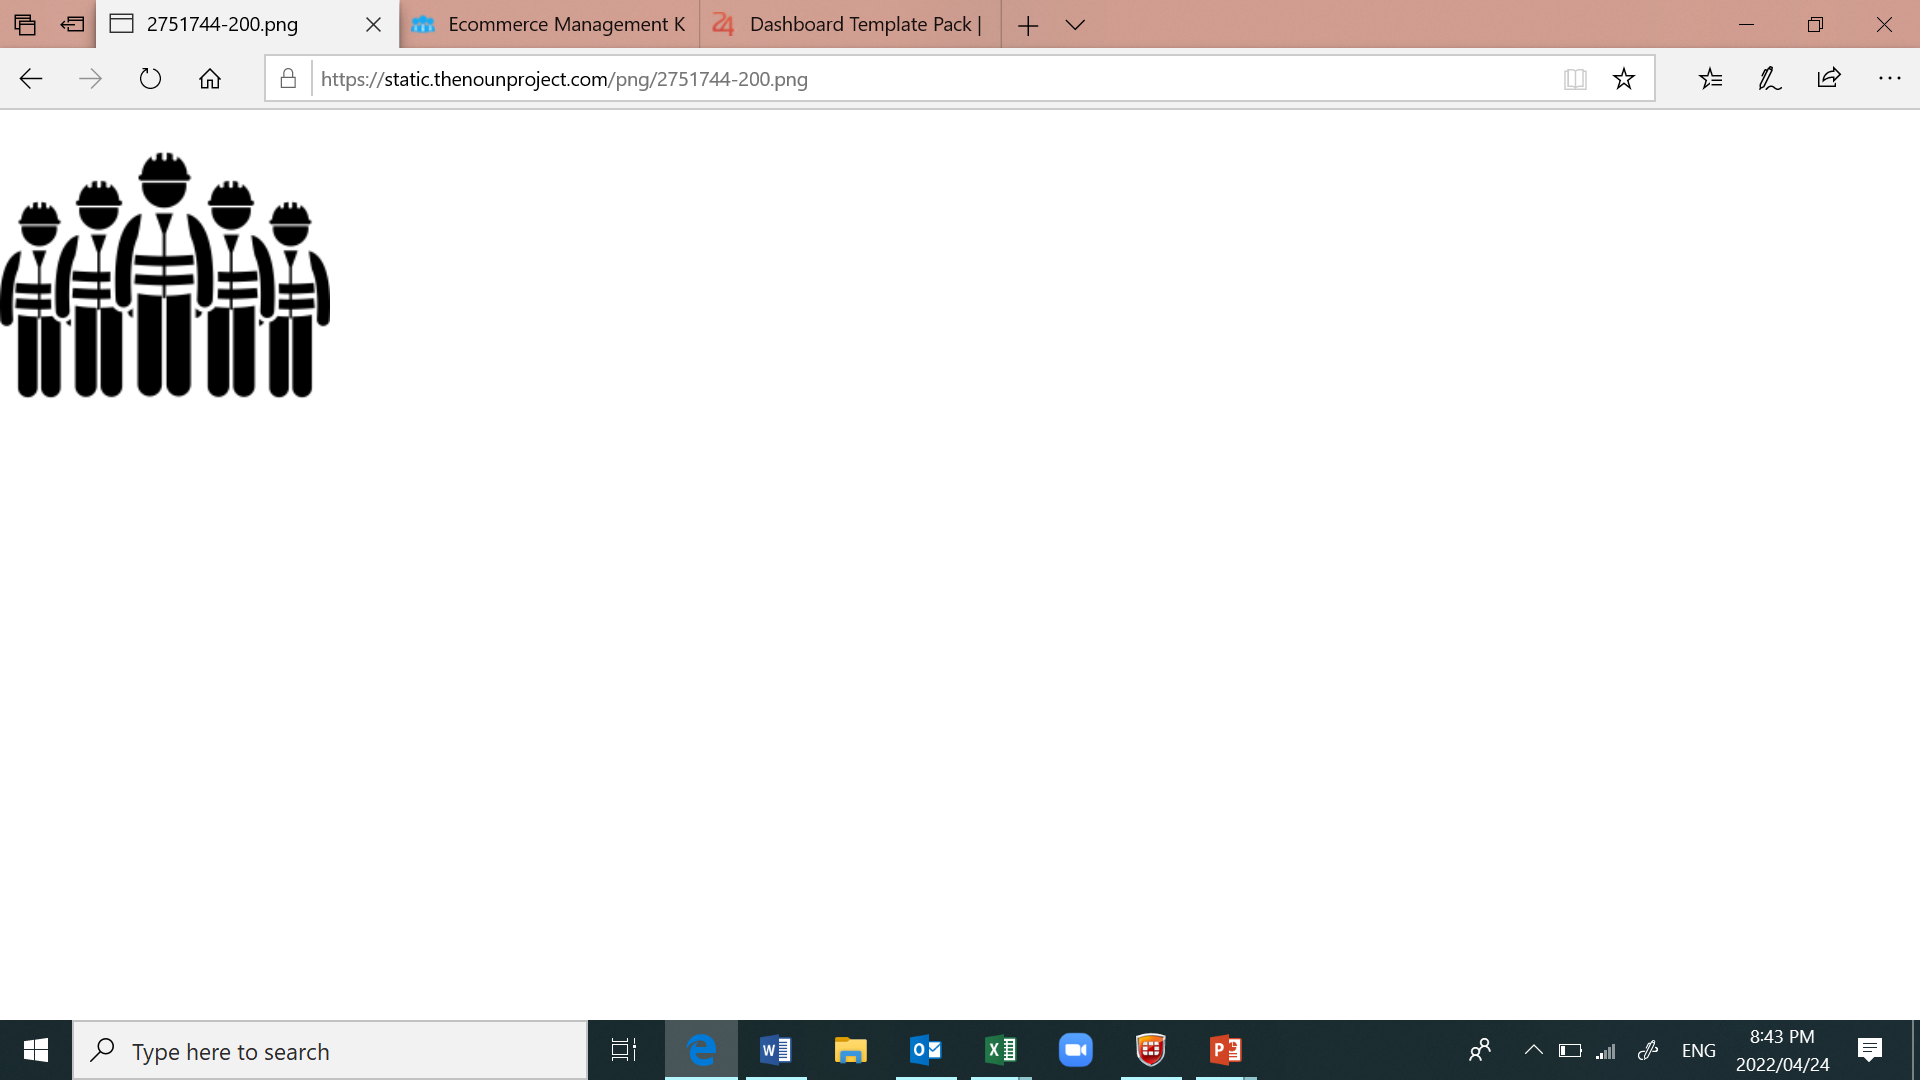 2751744-200.png
Ecommerce Management K
24 Dashboard Template Pack |
https://static.thenounproject.com/png/2751744-200.png
Type here to search
W
O
X
P
ENG
8:43 PM
2022/04/24